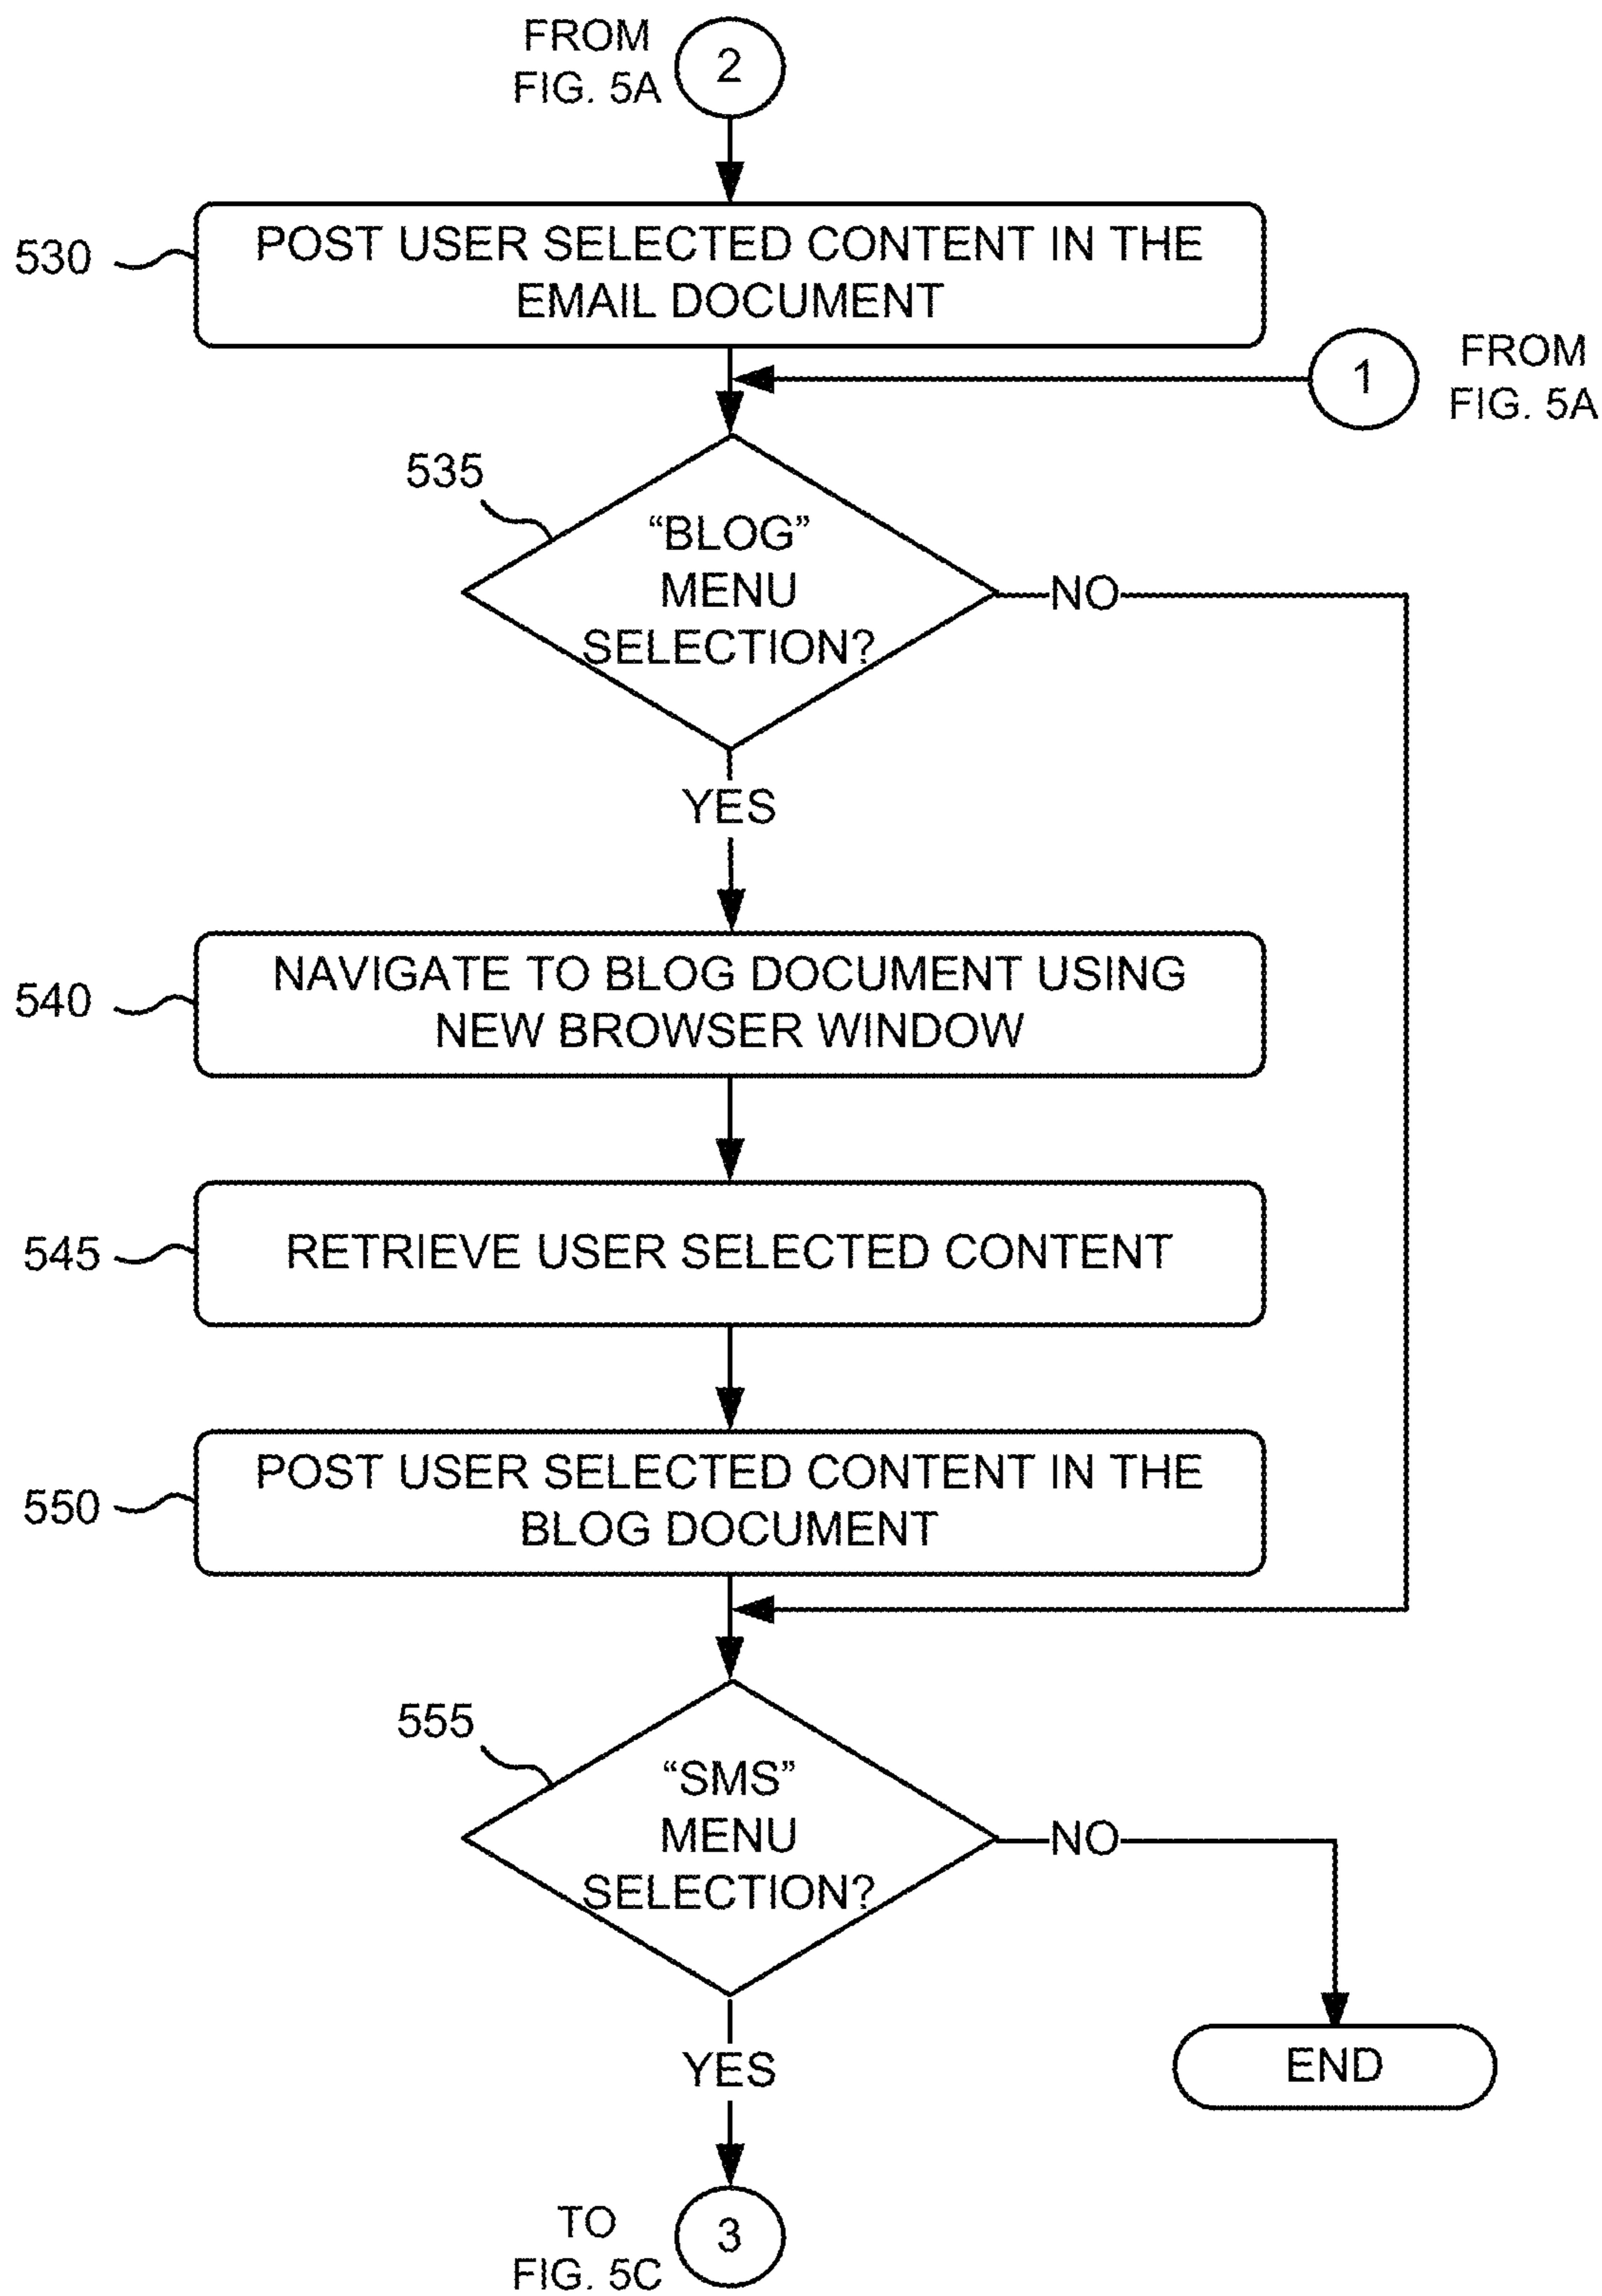 FROM
FIG. 5A
2
530
POST USER SELECTED CONTENT IN THE
EMAIL DOCUMENT
1
FROM
FIG. 5A
535
“BLOG”
MENU
SELECTION?
NO
YES
540
NAVIGATE TO BLOG DOCUMENT USING
NEW BROWSER WINDOW
545
RETRIEVE USER SELECTED CONTENT
550
POST USER SELECTED CONTENT IN THE
BLOG DOCUMENT
555
“SMS”
MENU
SELECTION?
NO
END
YES
TO
FIG. 5C
3